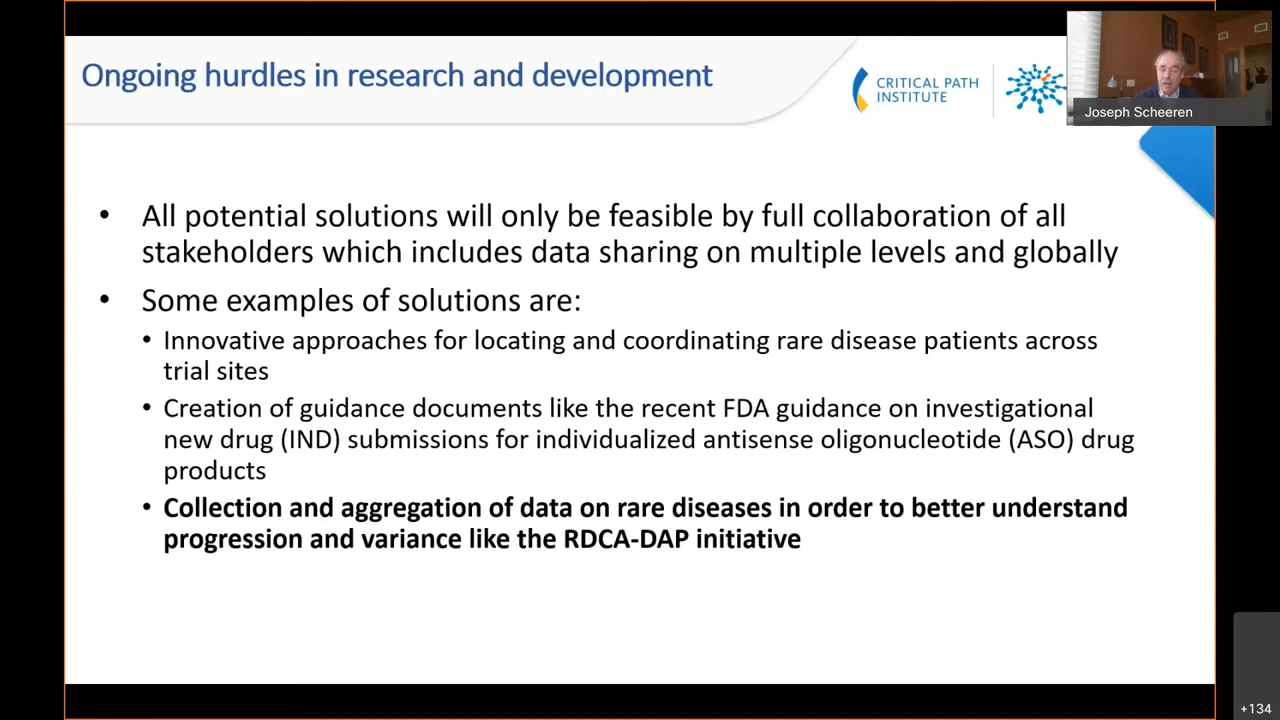 Ongoing hurdles in research and development
CRITICAL PATH
INSTITUTE
Joseph Scheeren
• All potential solutions will only be feasible by full collaboration of all
stakeholders which includes data sharing on multiple levels and globally
• Some examples of solutions are:
• Innovative approaches for locating and coordinating rare disease patients across
trial sites
• Creation of guidance documents like the recent FDA guidance on investigational
new drug (IND) submissions for individualized antisense oligonucleotide (ASO) drug
products
• Collection and aggregation of data on rare diseases in order to better understand
progression and variance like the RDCA-DAP initiative
+134